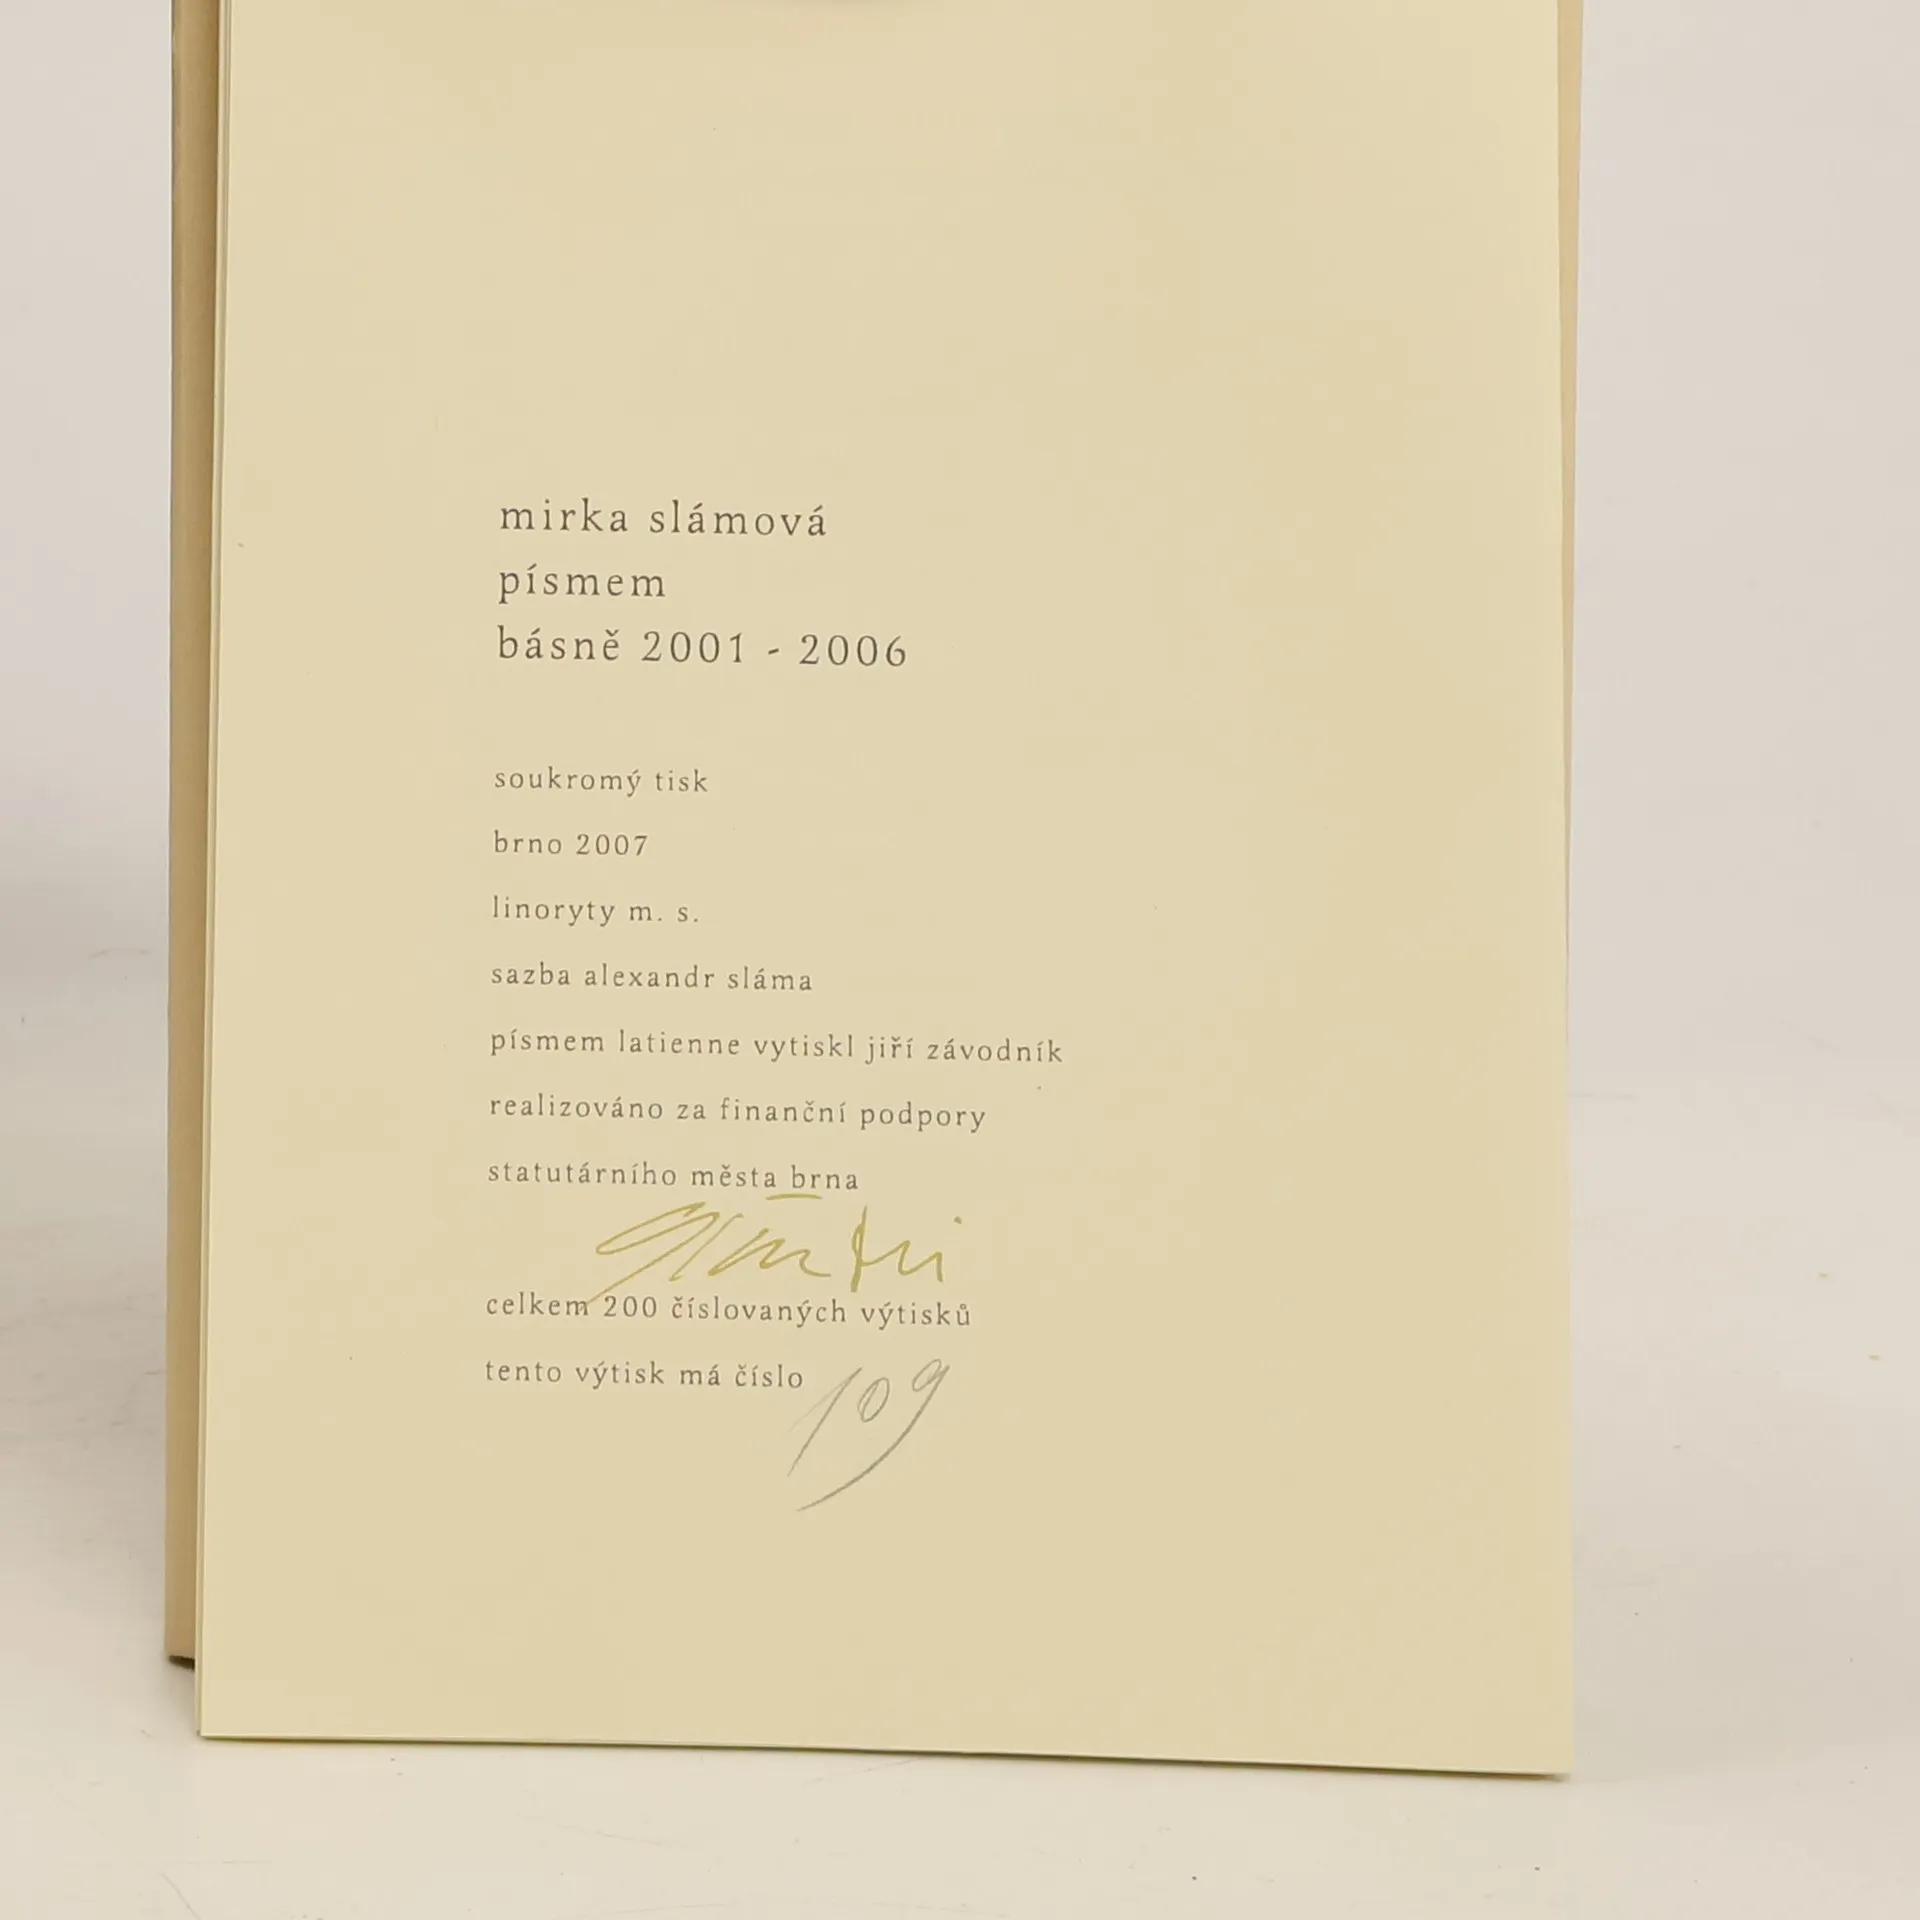 mirka slámová
písmem
básně 2001 - 2006
soukromý tisk
brno 2007
linoryty m. s.
sazba alexandr sláma
písmem latienne vytiskl jiří závodník
realizováno za finanční podpory
statutárního města brna
celkem 200 číslovaných výtisků
tento výtisk má číslo 109